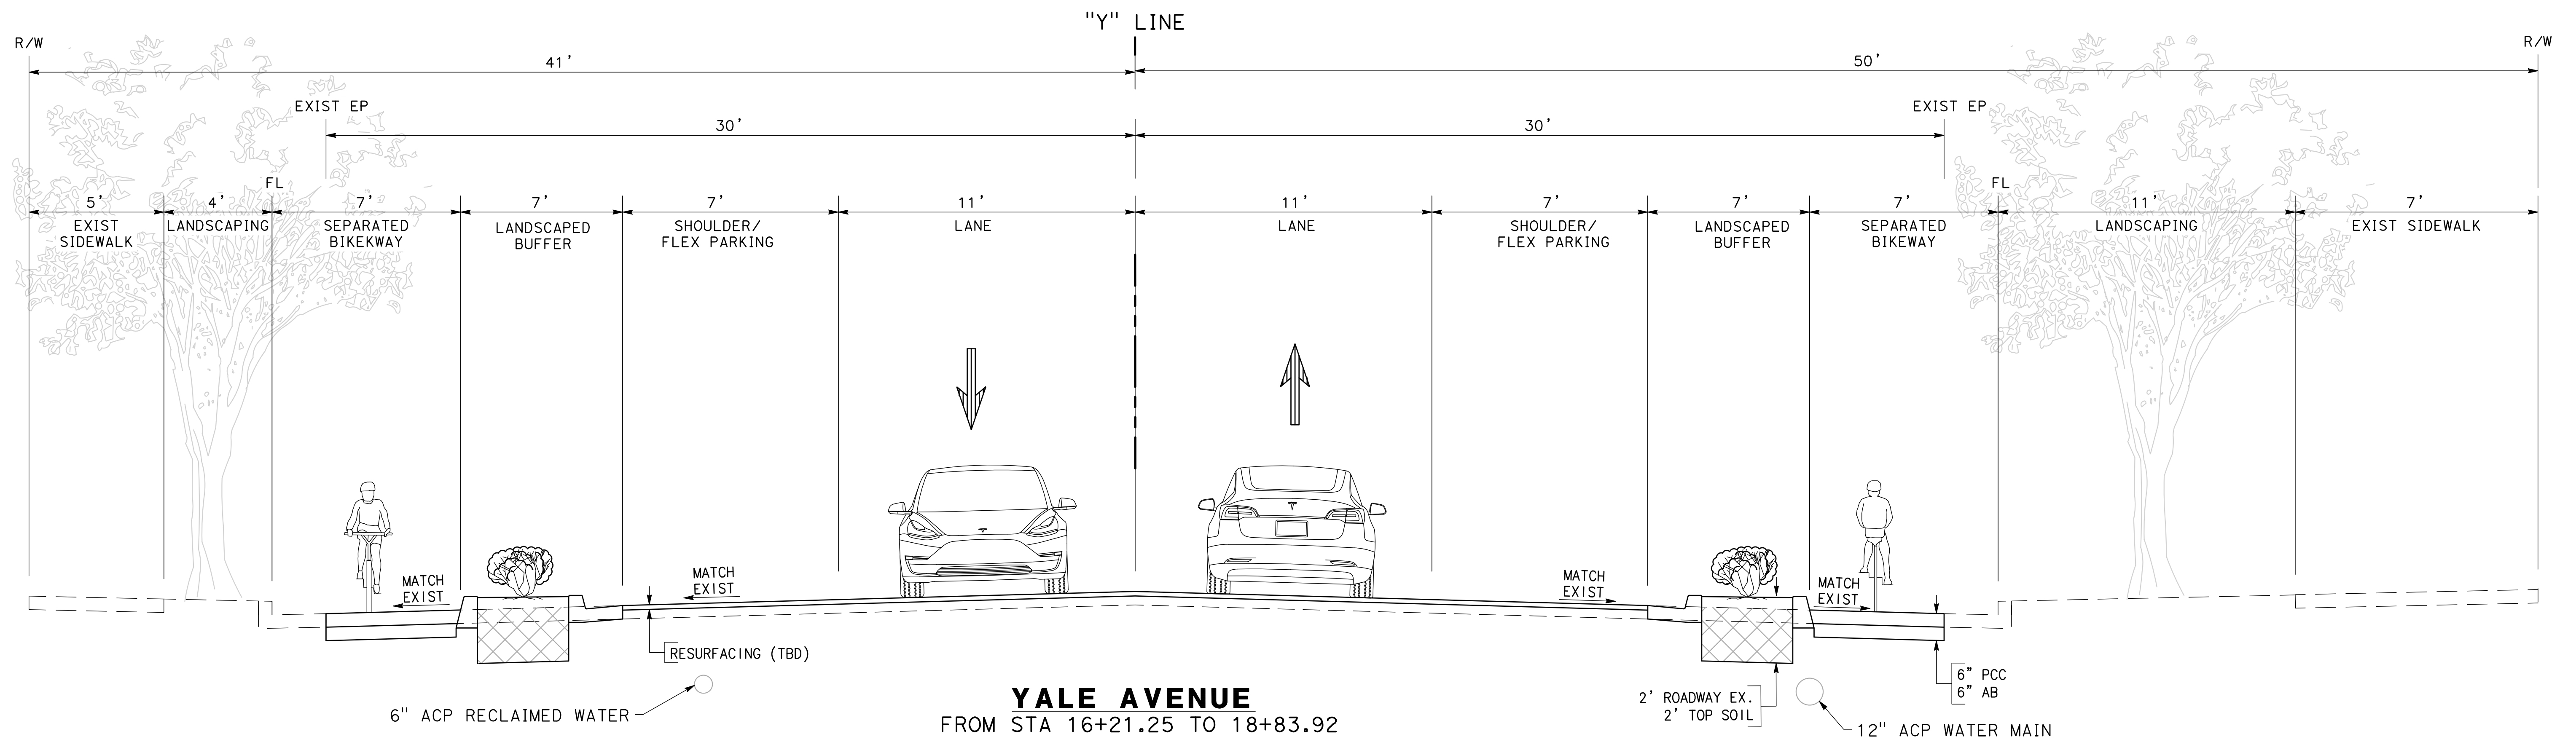 "Y" LINE
R/W
R/W
41'
50'
EXIST EP
EXIST EP
30'
30'
FL
FL
5'
4'
7'
7'
7'
11'
11'
7'
7'
7'
11'
7'
EXIST
SIDEWALK
LANDSCAPING
SEPARATED
BIKEKWAY
LANDSCAPED
BUFFER
SHOULDER/
FLEX PARKING
LANE
LANE
SHOULDER/
FLEX PARKING
LANDSCAPED
BUFFER
SEPARATED
BIKEWAY
LANDSCAPING
EXIST SIDEWALK
MATCH
EXIST
MATCH
EXIST
MATCH
EXIST
MATCH
EXIST
RESURFACING (TBD)
6" ACP RECLAIMED WATER
2' ROADWAY EX.
2' TOP SOIL
6" PCC
6" AB
12" ACP WATER MAIN
YALE AVENUE
FROM STA 16+21.25 TO 18+83.92